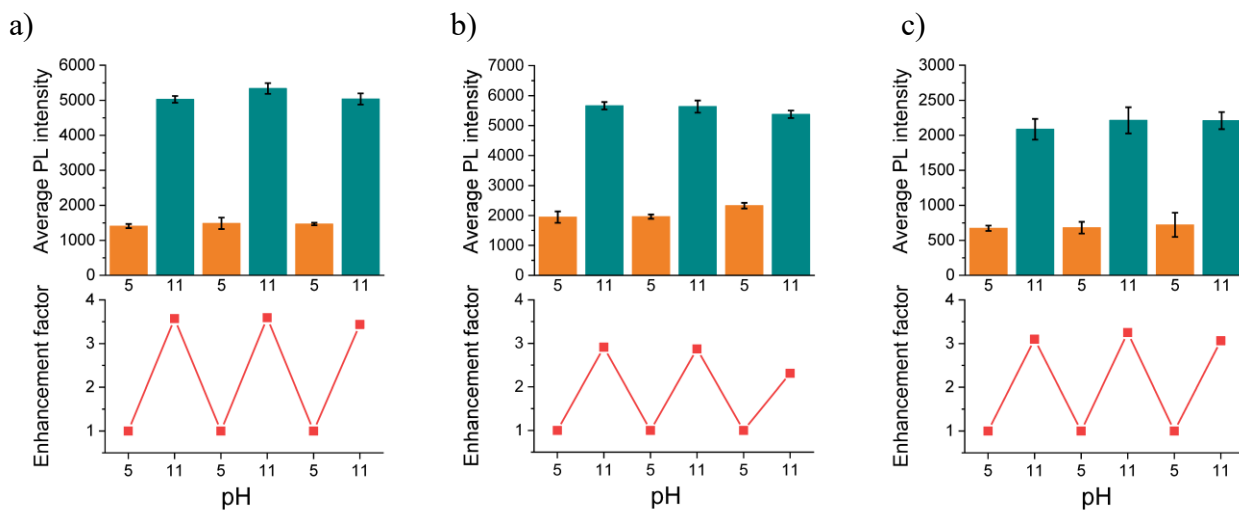 a)
Average PL intensity
6000
5000
4000
3000
2000
1000
0
5 11 5 11 5 11
Enhancement factor
4
3
2
1
5 11 5 11 5 11
pH
b)
Average PL intensity
7000
6000
5000
4000
3000
2000
1000
0
5 11 5 11 5 11
Enhancement factor
4
3
2
1
5 11 5 11 5 11
pH
c)
Average PL intensity
3000
2500
2000
1500
1000
500
0
5 11 5 11 5 11
Enhancement factor
4
3
2
1
5 11 5 11 5 11
pH